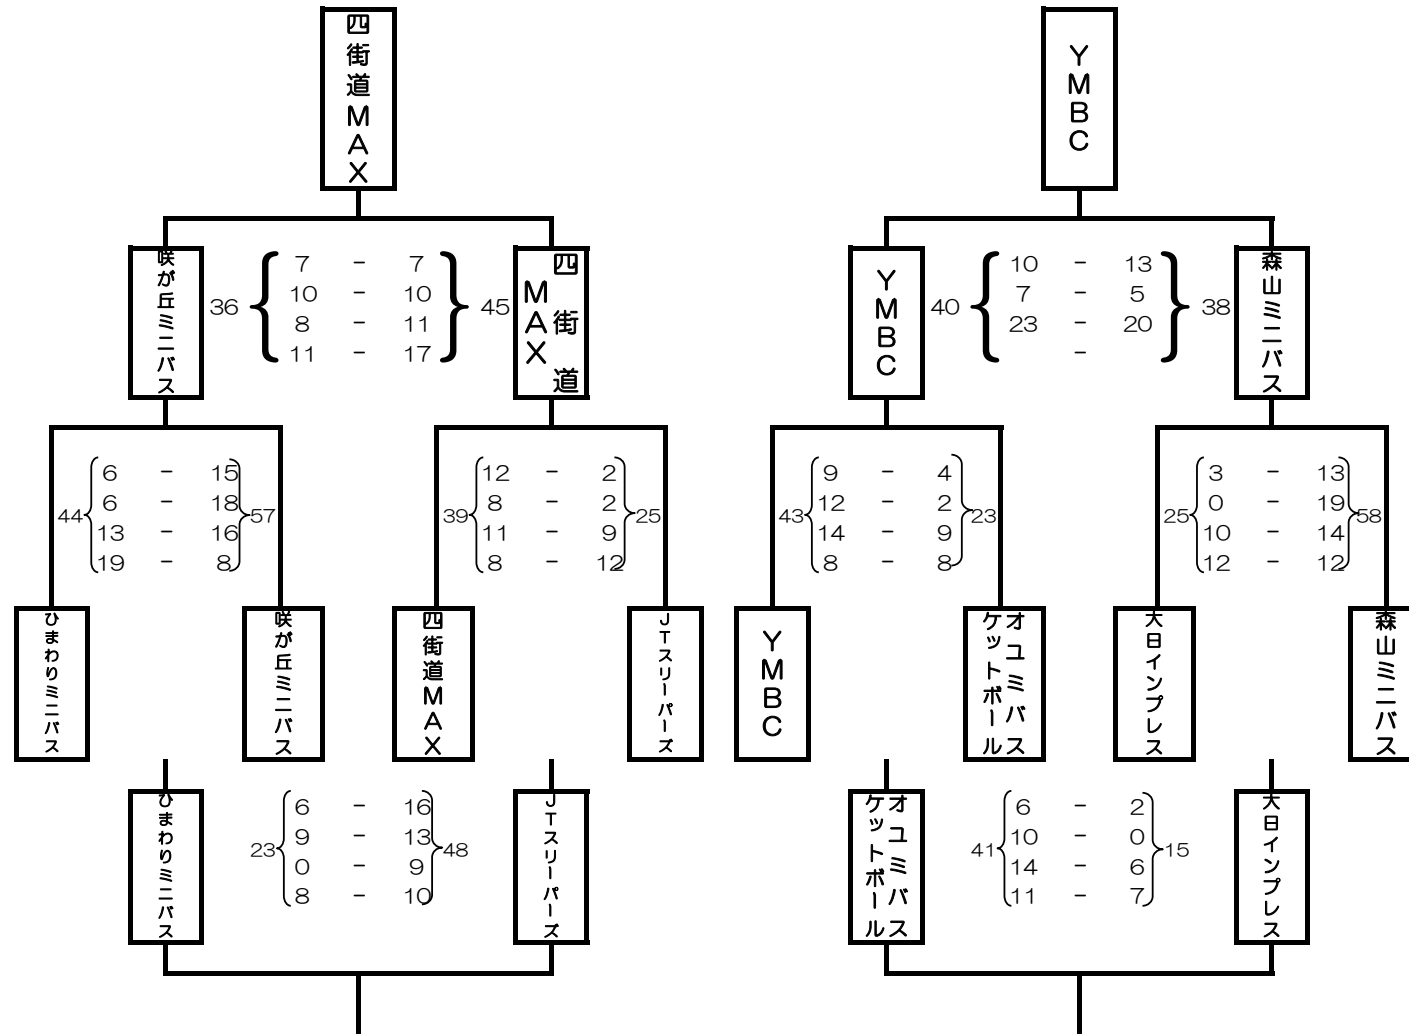 四街道MAX
YMBC
咲が丘ミニバス
36
7 - 7
10 - 10
8 - 11
11 - 17
45
四街道MAX
YMBC
40
10 - 13
7 - 5
23 - 20
-
38
森山ミニバス
44
6 - 15
6 - 18
13 - 16
19 - 8
57
39
12 - 2
8 - 2
11 - 9
8 - 12
25
43
9 - 4
12 - 2
14 - 9
8 - 8
23
25
3 - 13
0 - 19
10 - 14
12 - 12
58
ひまわりミニバス
咲が丘ミニバス
四街道MAX
JTスリーパーズ
YMBC
オユミバス
ケットボール
大日インプレス
森山ミニバス
ひまわりミニバス
23
6 - 16
9 - 13
0 - 9
8 - 10
48
JTスリーパーズ
オユミバス
ケットボール
41
6 - 2
10 - 0
14 - 6
11 - 7
15
大日インプレス